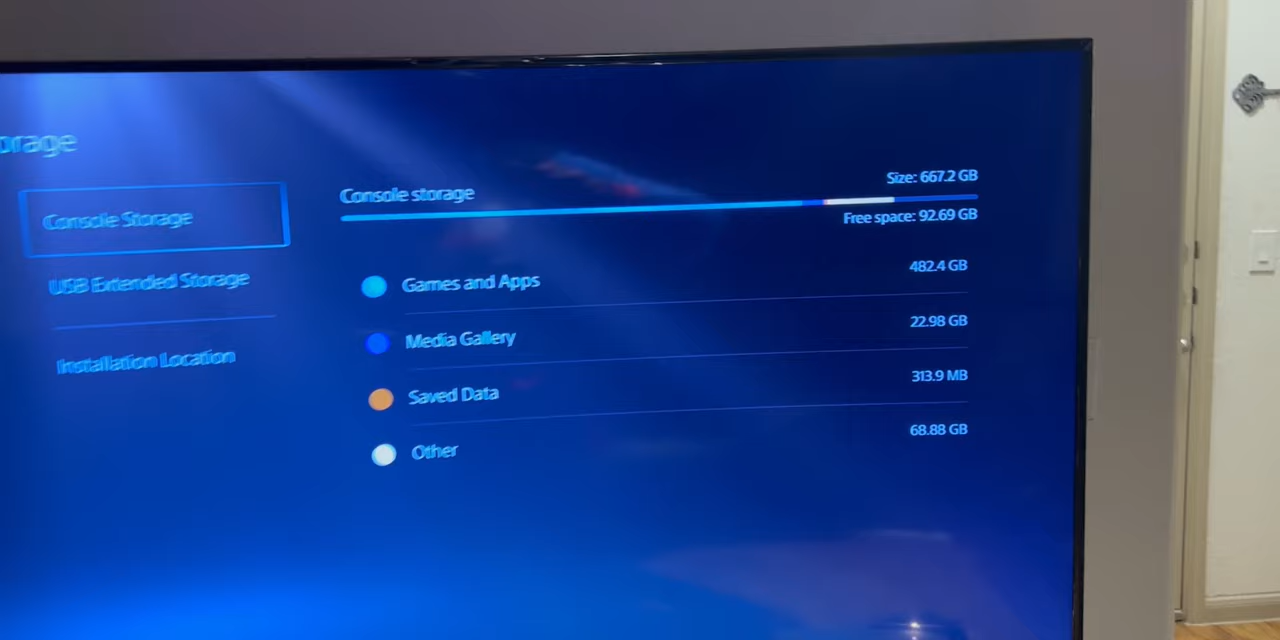 orage
Console Storage
USB Extended Storage
Installation Location
Console storage
Size: 667.2 GB
Free space: 92.69 GB
Games and Apps
482.4 GB
Media Gallery
22.98 GB
Saved Data
313.9 MB
Other
68.88 GB